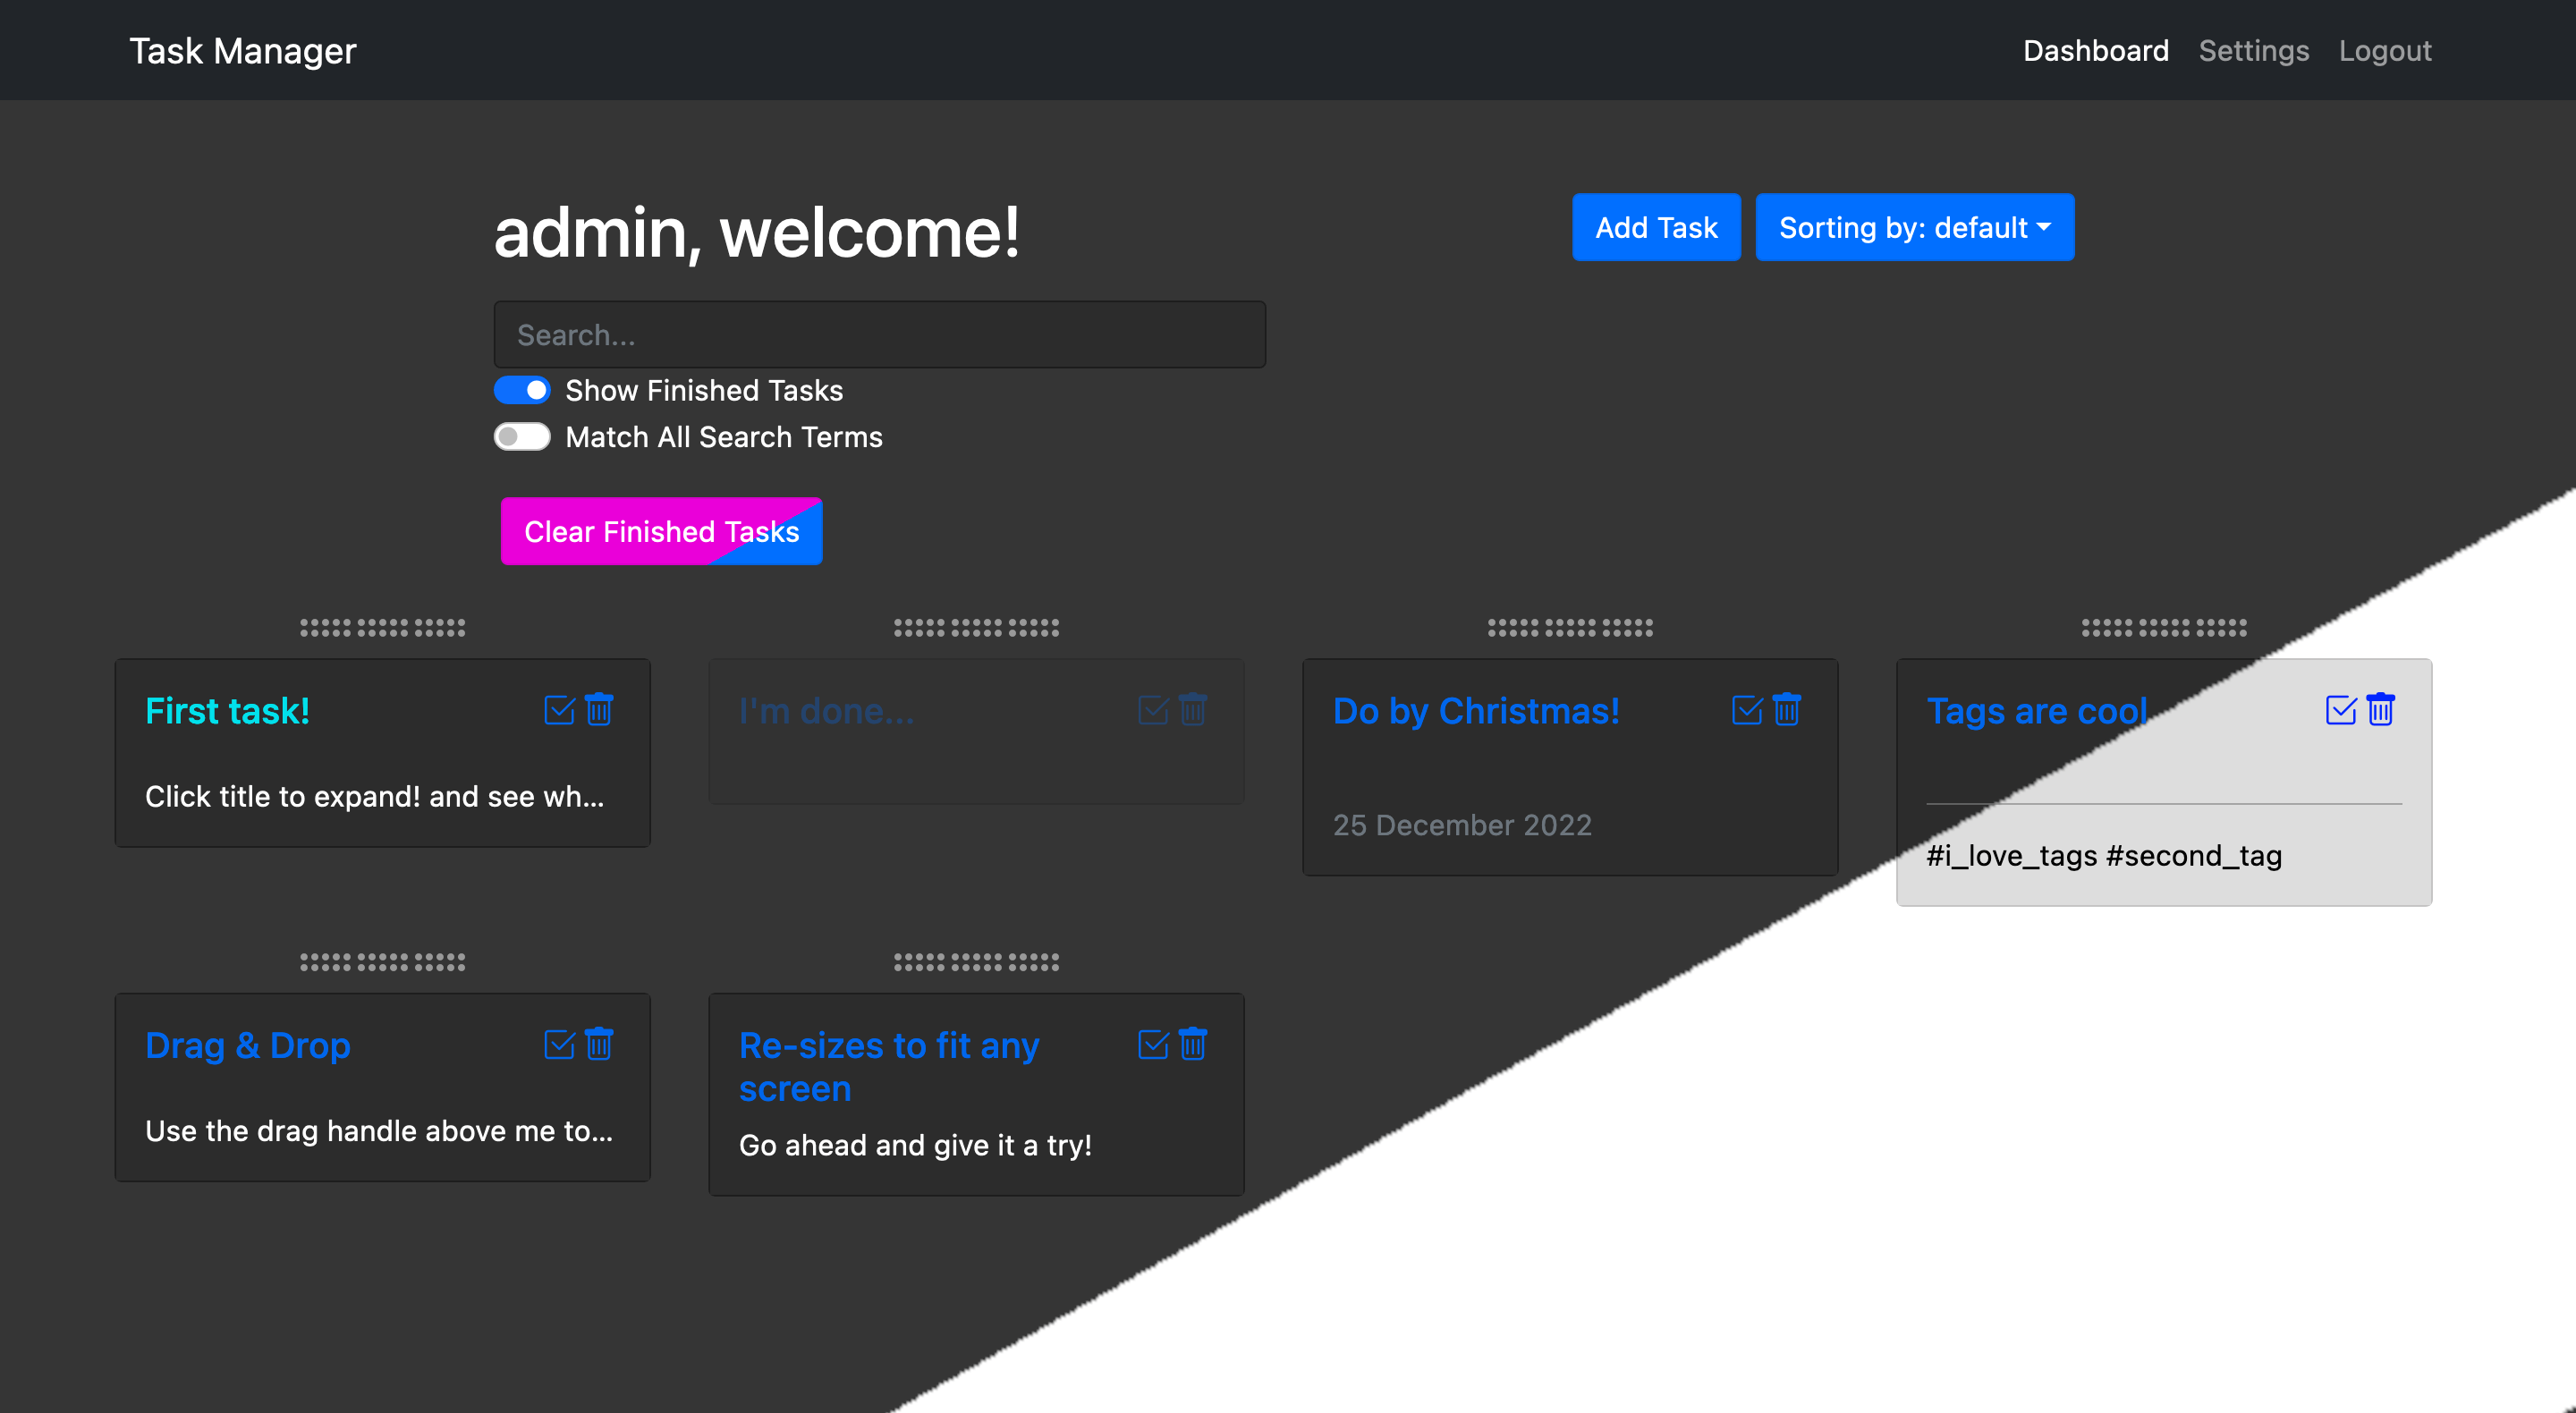 Task Manager
Dashboard Settings Logout
admin, welcome!
Add Task
Sorting by: default
Search...
Show Finished Tasks
Match All Search Terms
Clear Finished Tasks
First task!
Click title to expand! and see wh...
I'm done...
Do by Christmas!
25 December 2022
Tags are cool
#i_love_tags #second_tag
Drag & Drop
Use the drag handle above me to...
Re-sizes to fit any
screen
Go ahead and give it a try!